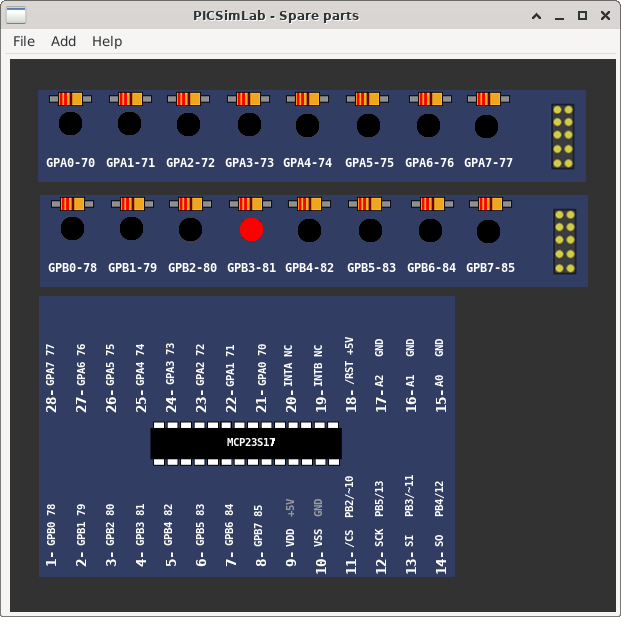 PICSimLab - Spare parts
File Add Help
GPA0-70 GPA1-71 GPA2-72 GPA3-73 GPA4-74 GPA5-75 GPA6-76 GPA7-77
GPB0-78 GPB1-79 GPB2-80 GPB3-81 GPB4-82 GPB5-83 GPB6-84 GPB7-85
28- GPA7 77
27- GPA6 76
26- GPA5 75
25- GPA4 74
24- GPA3 73
23- GPA2 72
22- GPA1 71
21- GPA0 70
20- INTA NC
19- INTB NC
18- /RST +5V
17- A2 GND
16- A1 GND
15- A0 GND
MCP23S17
1- GPB0 78
2- GPB1 79
3- GPB2 80
4- GPB3 81
5- GPB4 82
6- GPB5 83
7- GPB6 84
8- GPB7 85
9- VDD +5V
10- VSS GND
11- /CS PB2/~10
12- SCK PB5/13
13- SI PB3/~11
14- SO PB4/12